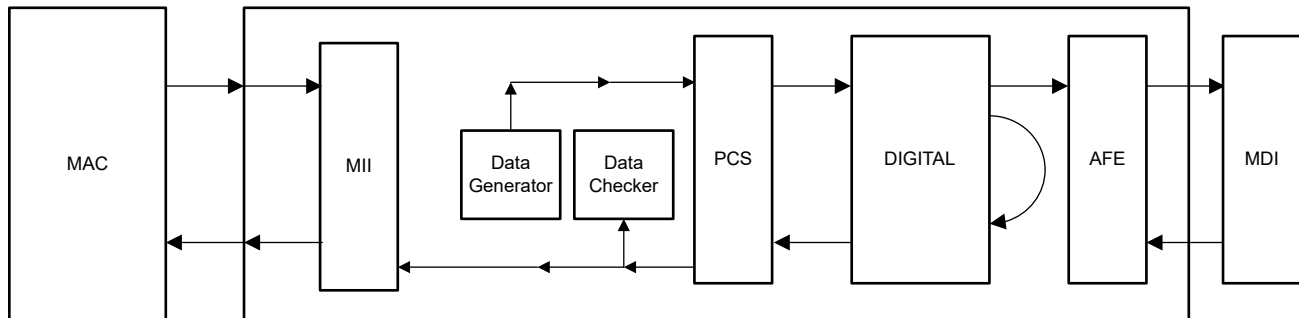 MAC
MII
Data
Generator
Data
Checker
PCS
DIGITAL
AFE
MDI